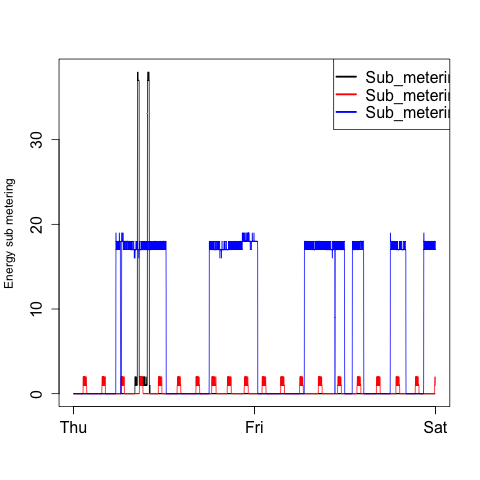 Sub_meterin
Sub_meterin
Sub_meterin
Energy sub metering
30
20
10
0
Thu
Fri
Sat